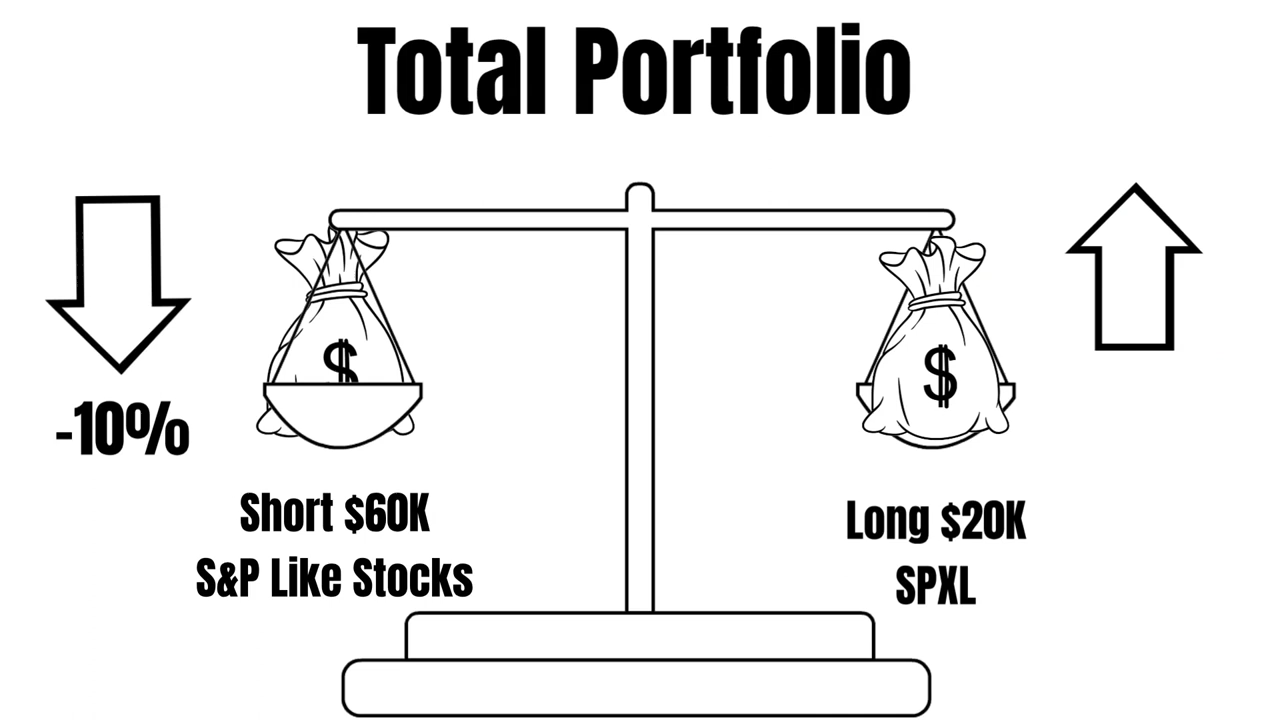 Total Portfolio
-10%
$
$
Short $60K
S&P Like Stocks
Long $20K
SPXL